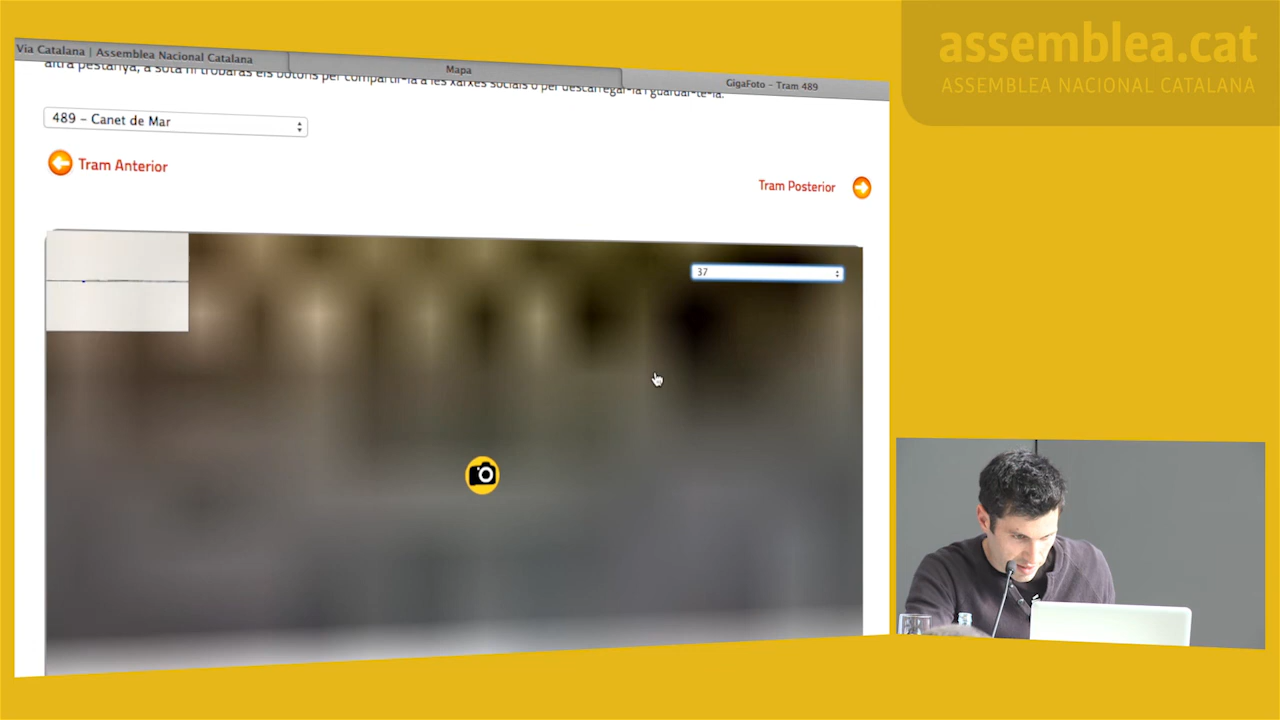 assemblea.cat
ASSEMBLEA NACIONAL CATALANA
Via Catalana | Assemblea Nacional Catalana
Mapa
GigaFoto - Tram 489
altra pestanya, a sota hi trobaràs els botons per compartir-la a les xarxes socials o per descarregar-la i guardar-te-la.
489 - Canet de Mar
Tram Anterior
Tram Posterior
37